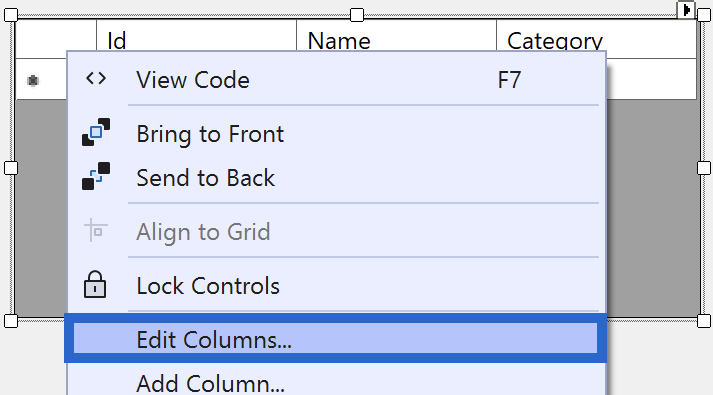 Id Name Category
View Code F7
Bring to Front
Send to Back
Align to Grid
Lock Controls
Edit Columns...
Add Column...